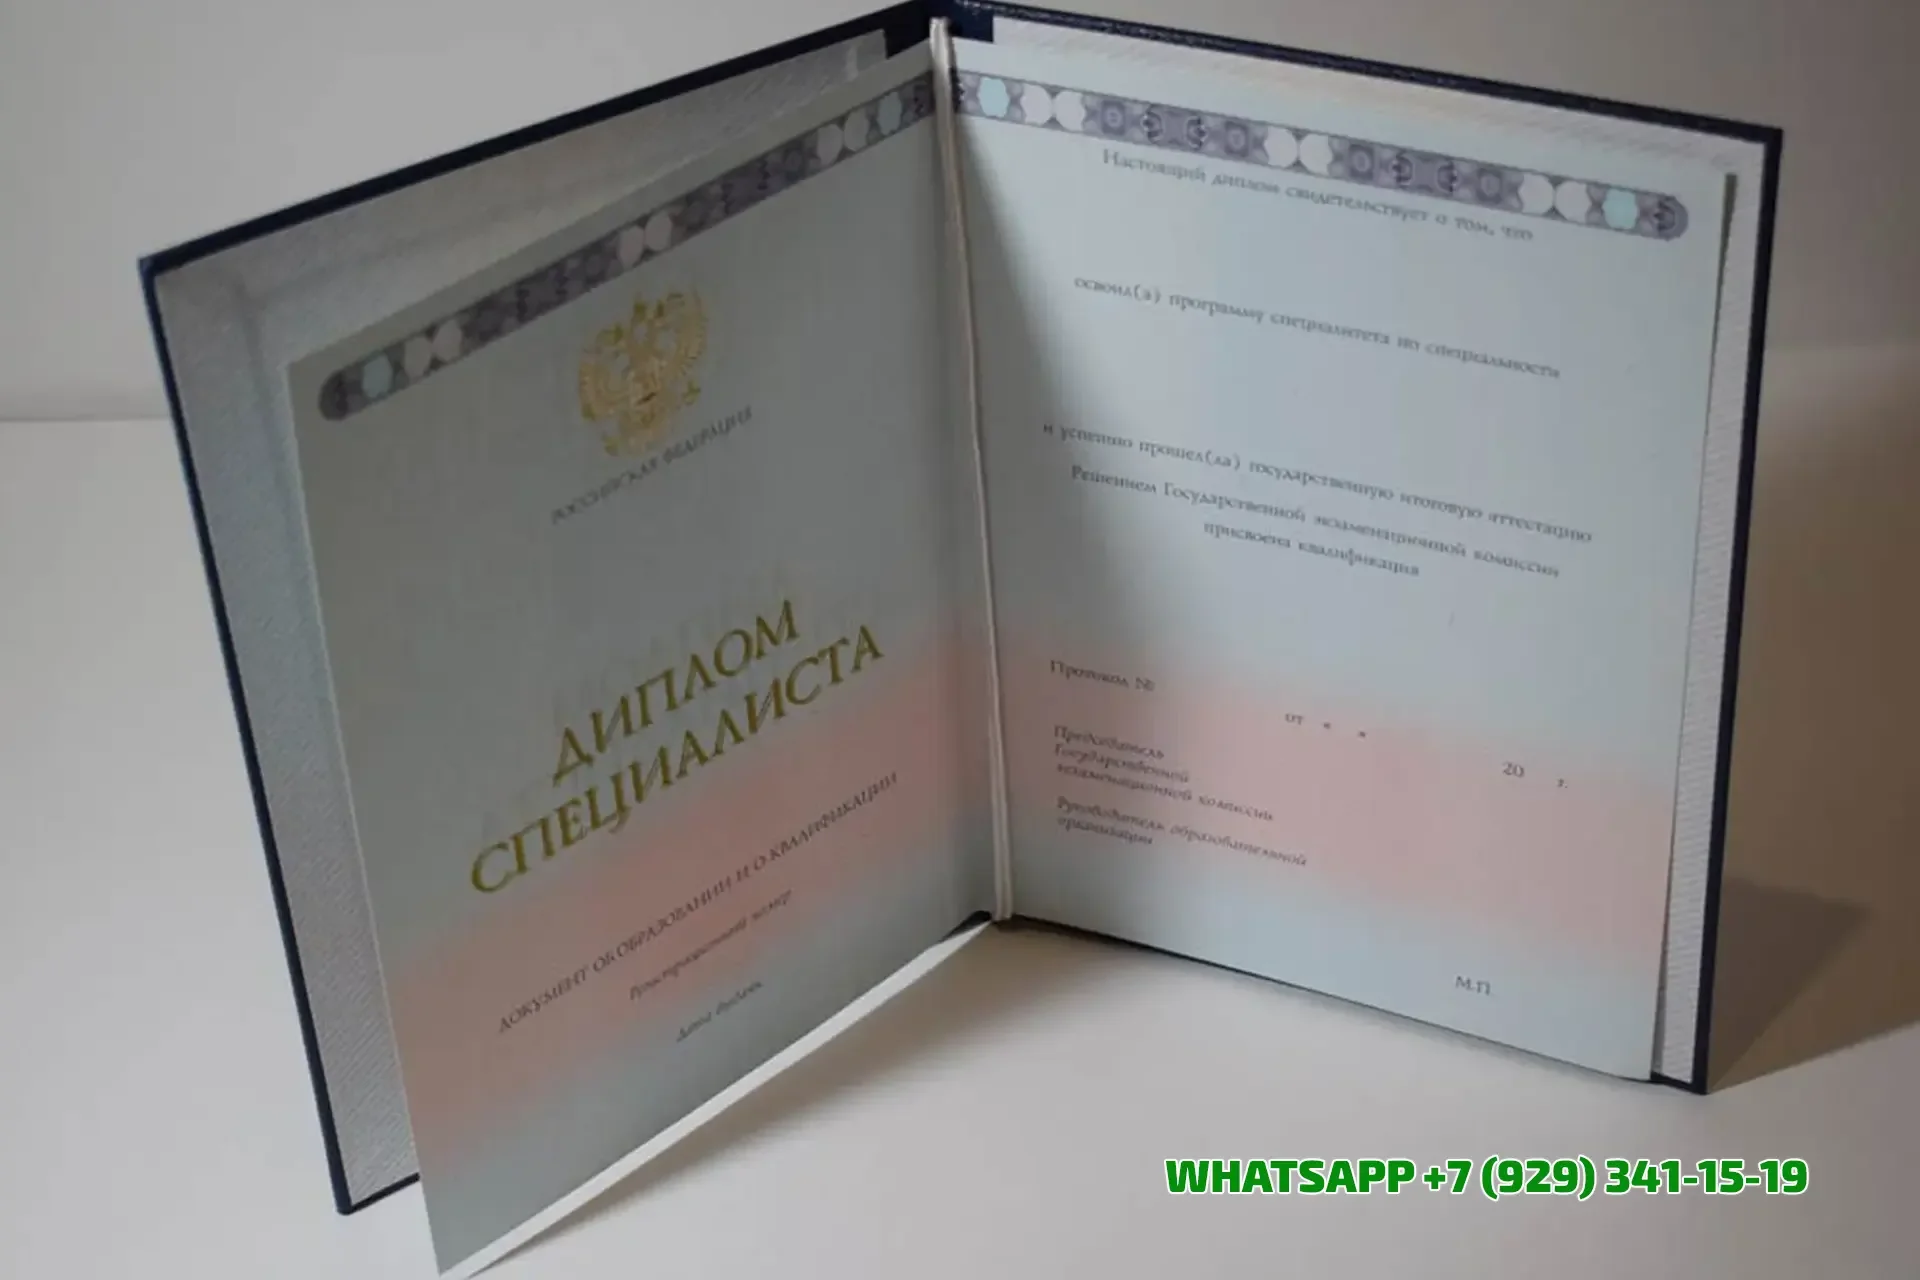 РОССИЙСКАЯ ФЕДЕРАЦИЯ
ДИПЛОМ
СПЕЦИАЛИСТА
ДОКУМЕНТ ОБ ОБРАЗОВАНИИ И О КВАЛИФИКАЦИИ
Регистрационный номер
Дата выдачи
Настоящий диплом свидетельствует о том, что
освоил(а) программу специалитета по специальности
и успешно прошел(ла) государственную итоговую аттестацию
Решением Государственной экзаменационной комиссии
присвоена квалификация
Протокол №
от « » 20 г.
Председатель
Государственной
экзаменационной комиссии
Руководитель образовательной
организации
М.П.
WHATSAPP +7 (929) 341-15-19